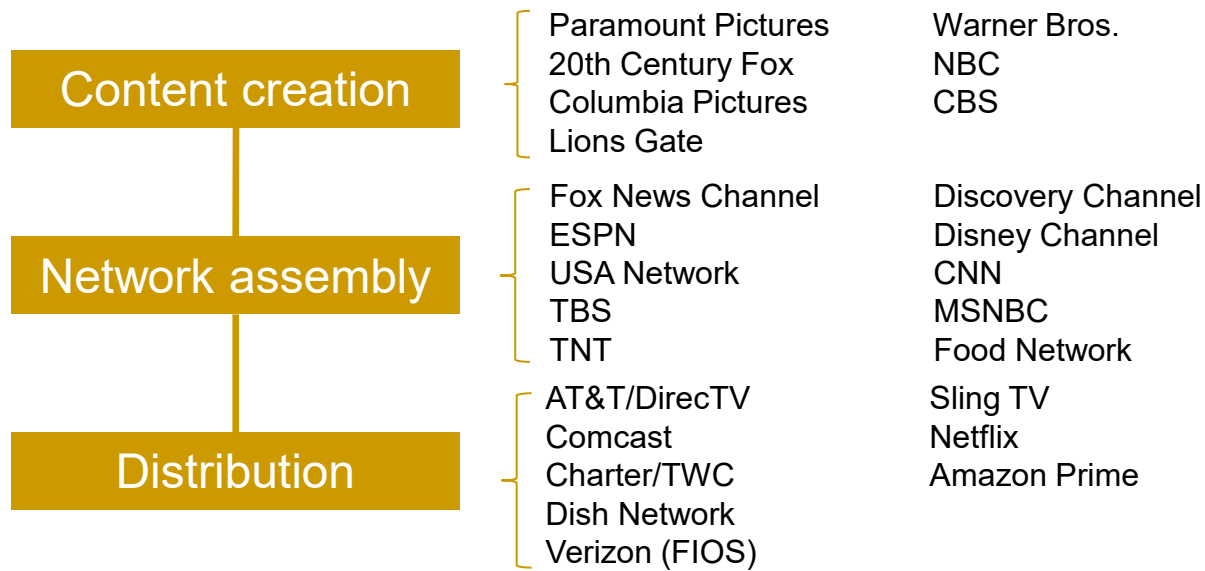 Content creation
Paramount Pictures
20th Century Fox
Columbia Pictures
Lions Gate
Warner Bros.
NBC
CBS
Network assembly
Fox News Channel
ESPN
USA Network
TBS
TNT
Discovery Channel
Disney Channel
CNN
MSNBC
Food Network
Distribution
AT&T/DirecTV
Comcast
Charter/TWC
Dish Network
Verizon (FIOS)
Sling TV
Netflix
Amazon Prime